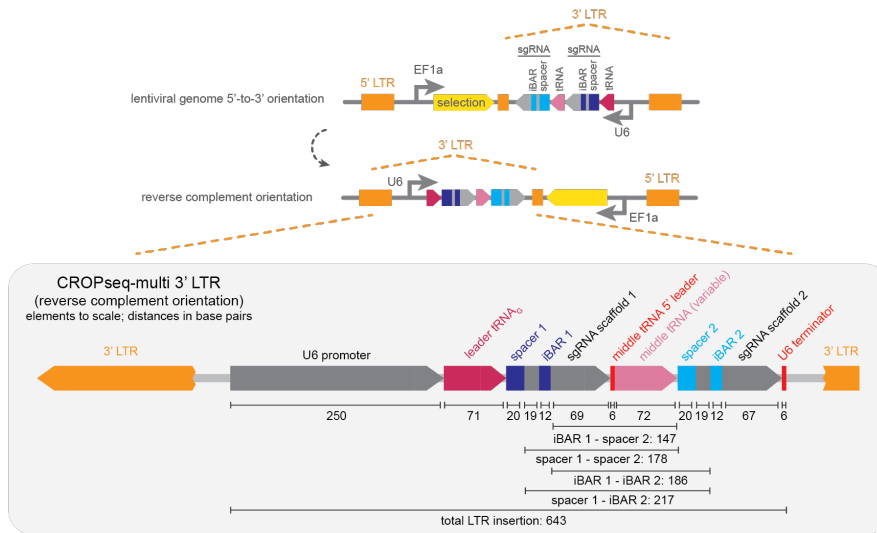 3' LTR
sgRNA sgRNA
5' LTR
EF1a
iBAR
spacer
tRNA
iBAR
spacer
tRNA
lentiviral genome 5'-to-3' orientation
selection
U6
3' LTR
5' LTR
U6
reverse complement orientation
EF1a
CROPseq-multi 3' LTR
(reverse complement orientation)
elements to scale; distances in base pairs
3' LTR
U6 promoter
leader tRNAG
spacer 1
iBAR 1
sgRNA scaffold 1
middle tRNA 5' leader
middle tRNA (variable)
spacer 2
iBAR 2
sgRNA scaffold 2
U6 terminator
3' LTR
250 71 20 19 12 69 6 72 20 19 12 67 6
iBAR 1 - spacer 2: 147
spacer 1 - spacer 2: 178
iBAR 1 - iBAR 2: 186
spacer 1 - iBAR 2: 217
total LTR insertion: 643